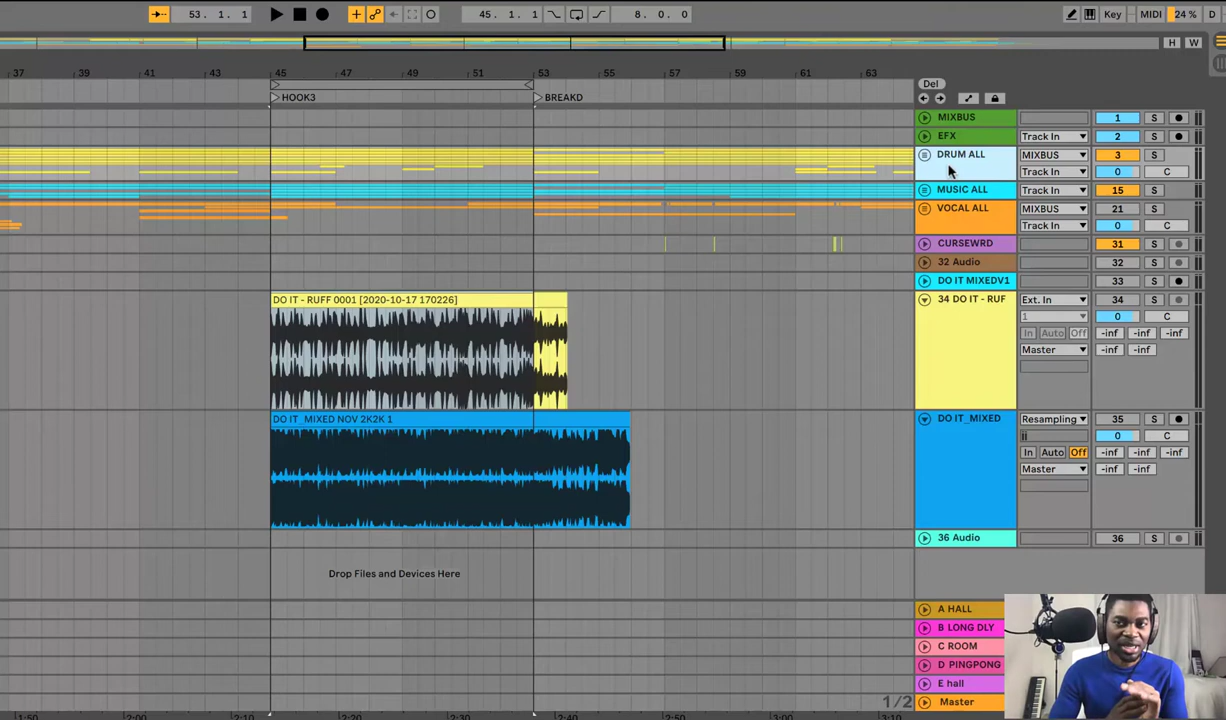 53. 1. 1 45. 1. 1 8. 0. 0 Key MIDI 24 % D
H W
37 39 41 43 45 47 49 51 53 55 57 59 61 63 Del
HOOK3 BREAKD
MIXBUS 1 S
EFX Track In 2 S
DRUM ALL MIXBUS 3 S
Track In 0 C
MUSIC ALL Track In 15 S
VOCAL ALL MIXBUS 21 S
Track In 0 C
CURSEWRD 31 S
32 Audio 32 S
DO IT MIXEDV1 33 S
DO IT - RUFF 0001 [2020-10-17 170226] 34 DO IT - RUF Ext. In 34 S
1 0 C
In Auto Off -inf -inf -inf
Master -inf -inf
DO IT_MIXED NOV 2K2K 1 DO IT_MIXED Resampling 35 S
ii 0 C
In Auto Off -inf -inf -inf
Master -inf -inf
36 Audio 36 S
Drop Files and Devices Here
A HALL
B LONG DLY
C ROOM
D PINGPONG
E hall
1/2 Master
1:50 2:00 2:10 2:20 2:30 2:40 2:50 3:00 3:10